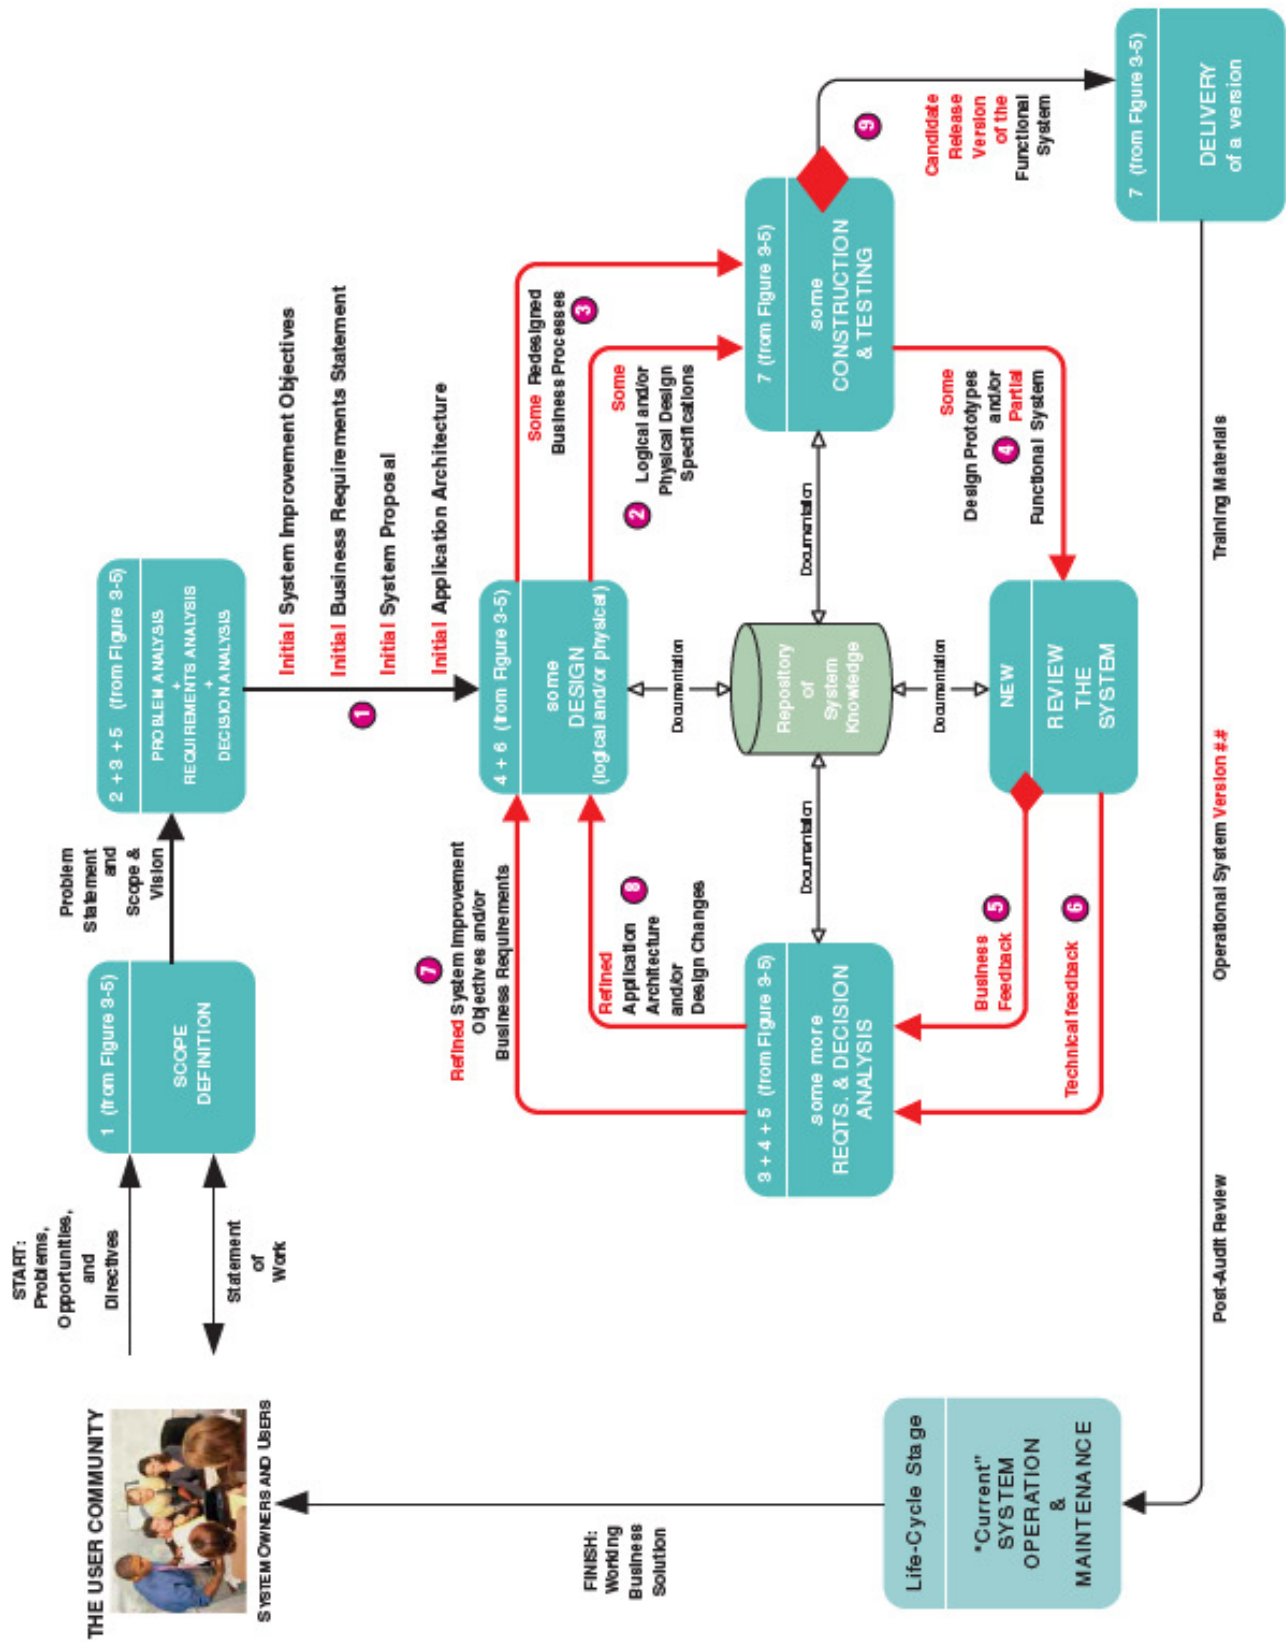 THE USER COMMUNITY
SYSTEM OWNERS AND USERS
START:
Problems,
Opportunities,
and
Directives
Statement
of
Work
1 (from Figure 3-5)
SCOPE
DEFINITION
Problem
Statement
and
Scope &
Vision
2 + 3 + 5 (from Figure 3-5)
PROBLEM ANALYSIS
+
REQUIREMENTS ANALYSIS
+
DECISION ANALYSIS
1
Initial System Improvement Objectives
Initial Business Requirements Statement
Initial System Proposal
Initial Application Architecture
7
Refined System Improvement
Objectives and/or
Business Requirements
Refined
8
Application
Architecture
and/or
Design Changes
4 + 6 (from Figure 3-5)
some
DESIGN
(logical and/or physical)
Some Redesigned
Business Processes
3
Some
2
Logical and/or
Physical Design
Specifications
Documentation
3 + 4 + 5 (from Figure 3-5)
some more
REQTS. & DECISION
ANALYSIS
Documentation
Repository
of
System
Knowledge
Documentation
7 (from Figure 3-5)
some
CONSTRUCTION
& TESTING
9
Candidate
Release
Version
of the
Functional
System
Documentation
Business
Feedback
5
Technical feedback
6
NEW
REVIEW
THE
SYSTEM
Some
Design Prototypes
and/or
4
Partial
Functional System
FINISH:
Working
Business
Solution
Life-Cycle Stage
"Current"
SYSTEM
OPERATION
&
MAINTENANCE
Post-Audit Review
Operational System Version #.#
Training Materials
7 (from Figure 3-5)
DELIVERY
of a version